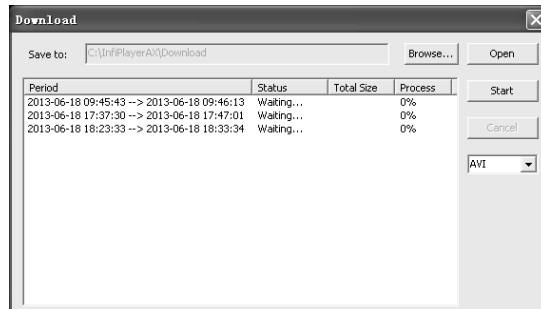 Download
Save to: C:\InfiPlayerAX\Download Browse... Open
Period Status Total Size Process Start
2013-06-18 09:45:43 --> 2013-06-18 09:46:13 Waiting... 0%
2013-06-18 17:37:30 --> 2013-06-18 17:47:01 Waiting... 0%
2013-06-18 18:23:33 --> 2013-06-18 18:33:34 Waiting... 0%
Cancel
AVI